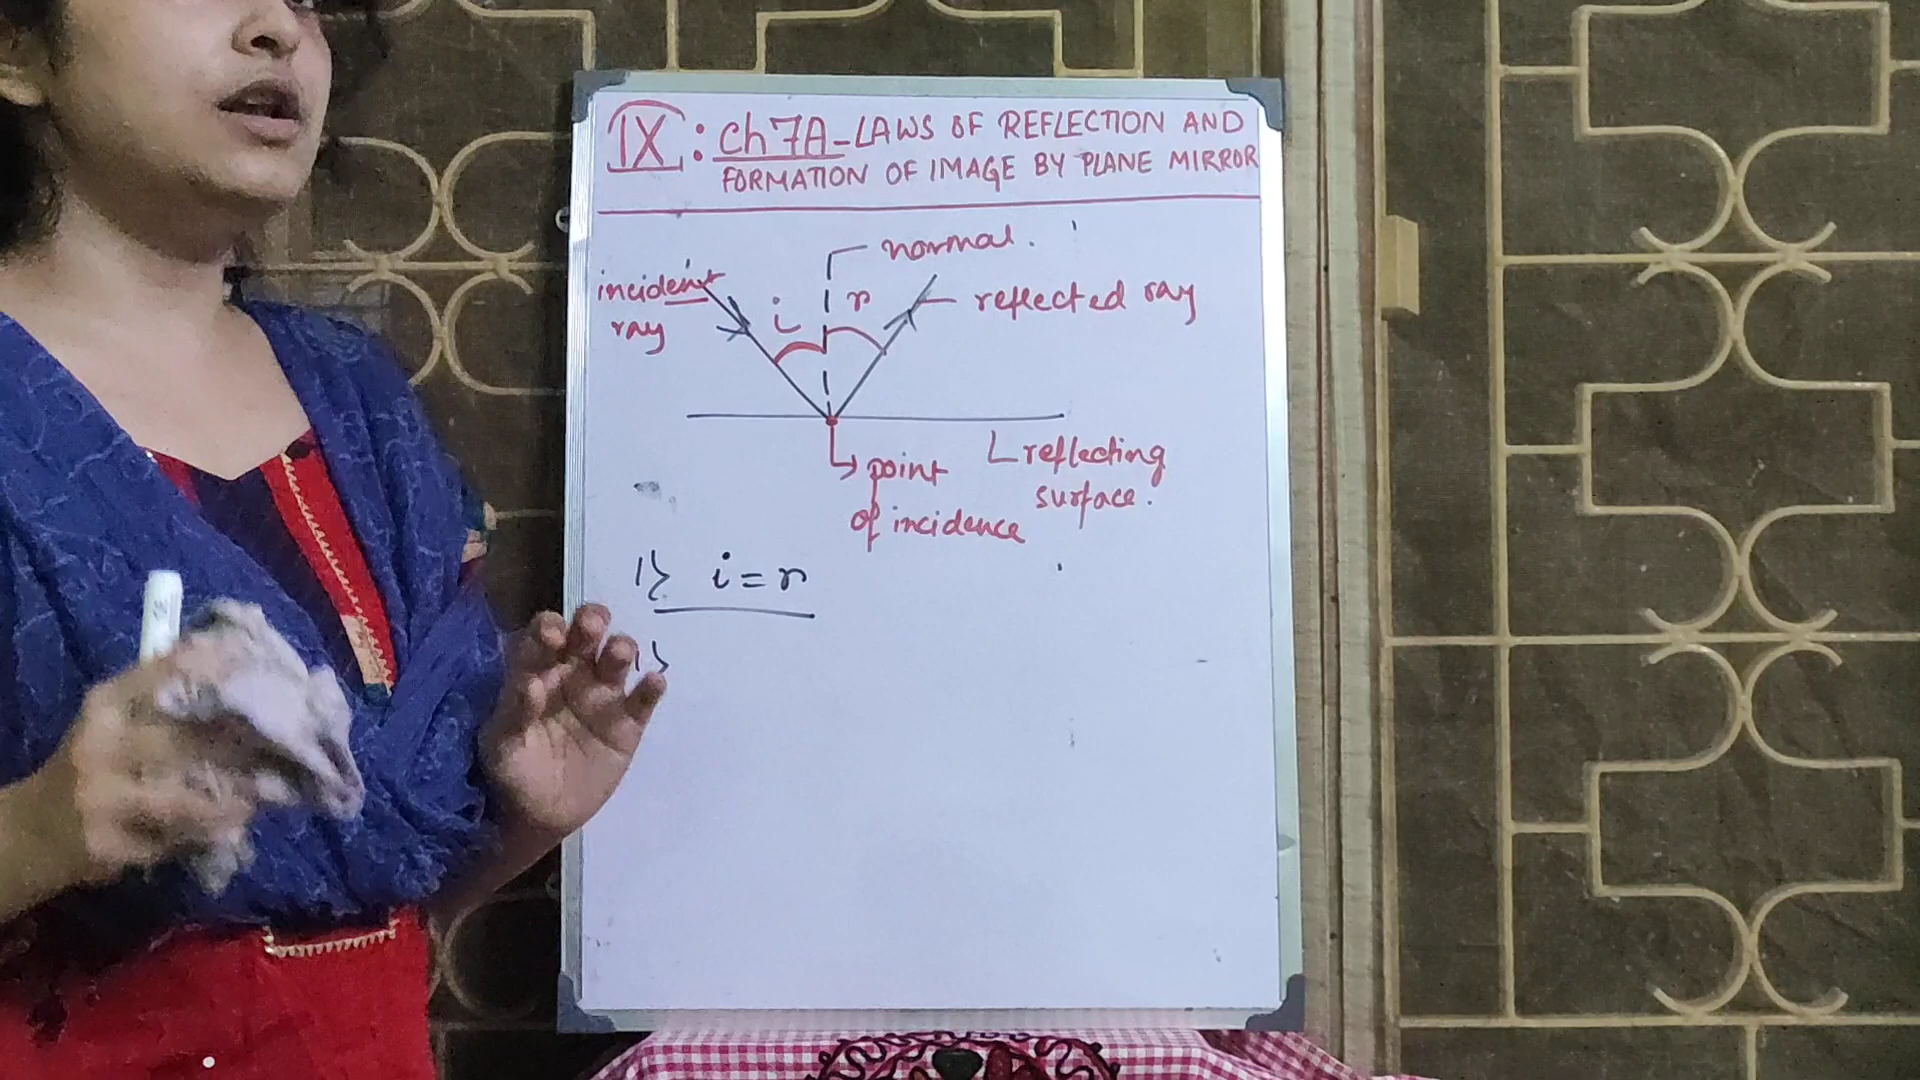 IX: Ch 7A - LAWS OF REFLECTION AND
FORMATION OF IMAGE BY PLANE MIRROR
normal.
incident
ray
i
r
reflected ray
point
of incidence
reflecting
surface.
1} i = r
1}